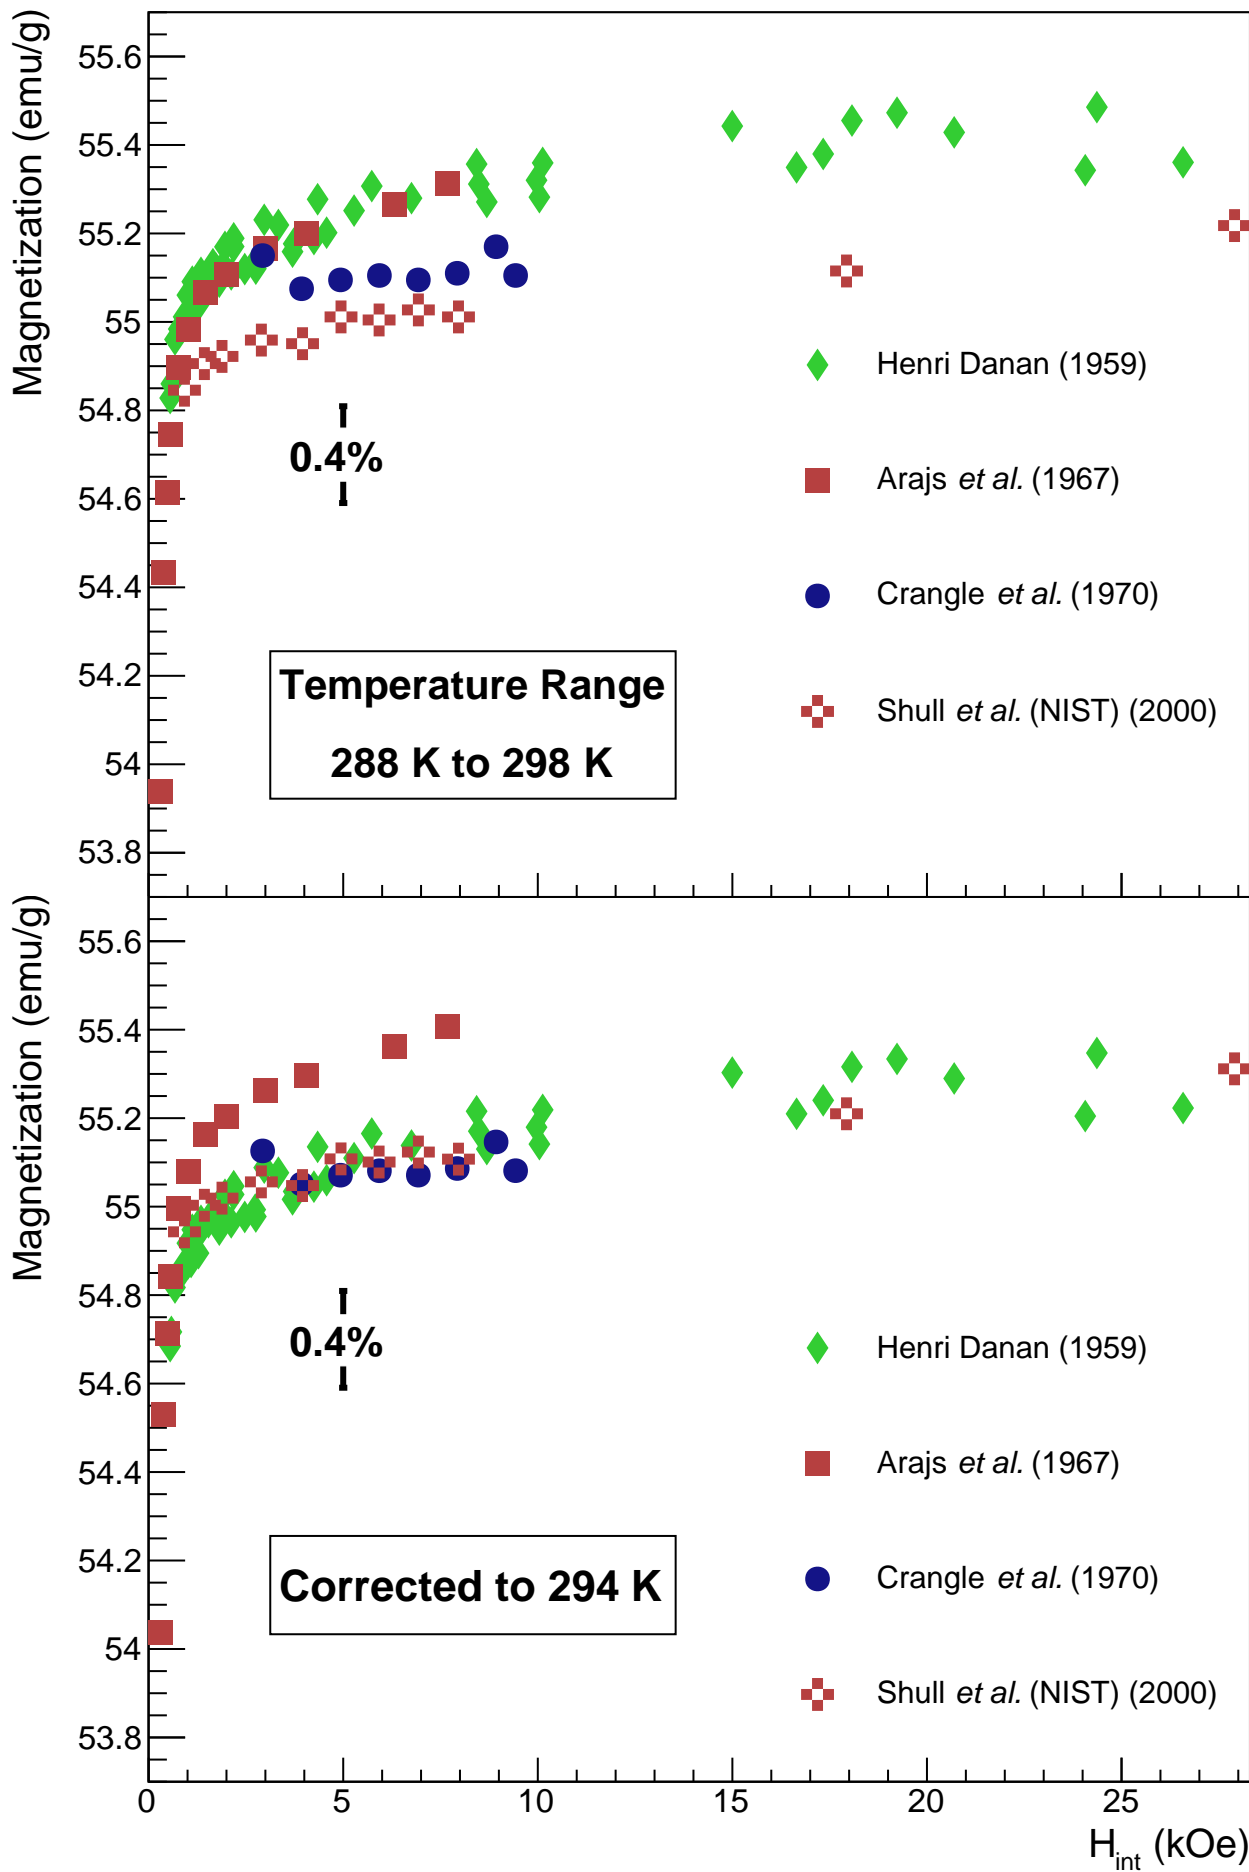 Magnetization (emu/g)
55.6
55.4
55.2
55
54.8
54.6
54.4
54.2
54
53.8
0.4%
Temperature Range
288 K to 298 K
Henri Danan (1959)
Arajs et al. (1967)
Crangle et al. (1970)
Shull et al. (NIST) (2000)
Magnetization (emu/g)
55.6
55.4
55.2
55
54.8
54.6
54.4
54.2
54
53.8
0.4%
Corrected to 294 K
Henri Danan (1959)
Arajs et al. (1967)
Crangle et al. (1970)
Shull et al. (NIST) (2000)
0 5 10 15 20 25
H_int (kOe)